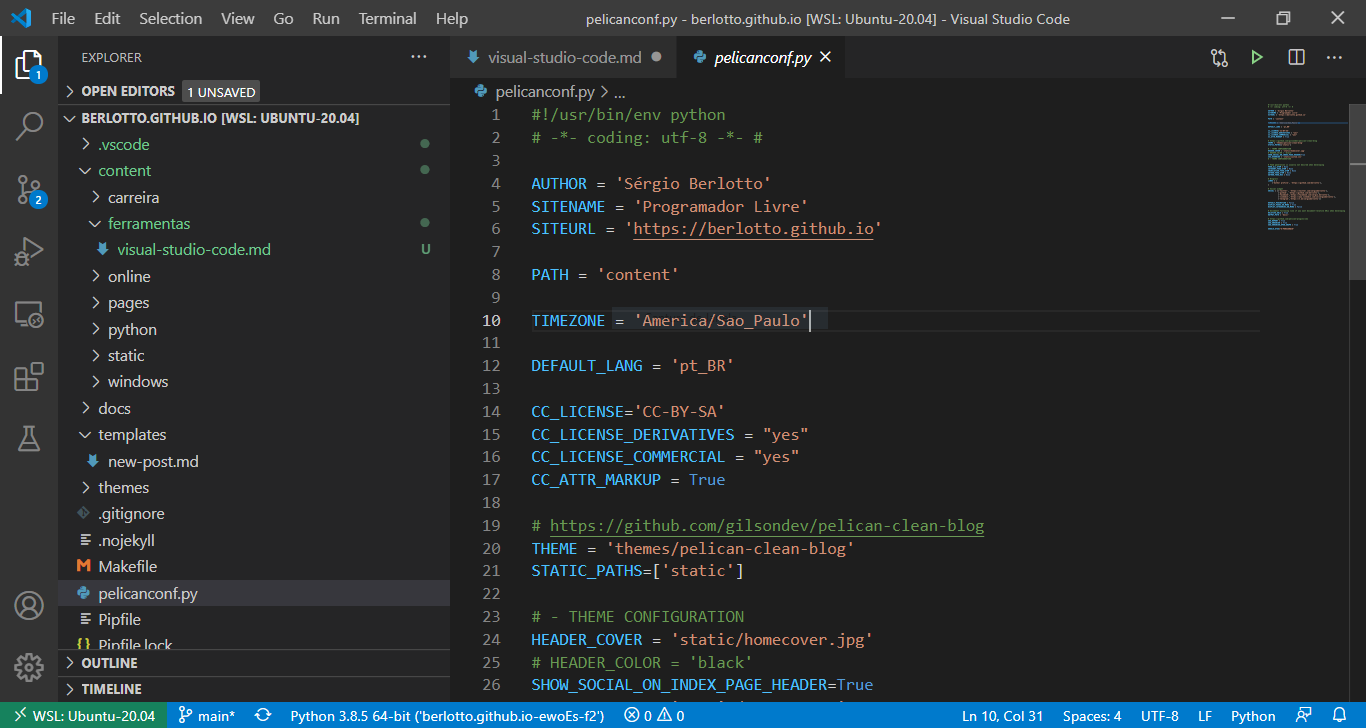 File Edit Selection View Go Run Terminal Help pelicanconf.py - berlotto.github.io [WSL: Ubuntu-20.04] - Visual Studio Code
EXPLORER ...
OPEN EDITORS 1 UNSAVED
BERLOTTO.GITHUB.IO [WSL: UBUNTU-20.04]
.vscode
content
carreira
ferramentas
visual-studio-code.md U
online
pages
python
static
windows
docs
templates
new-post.md
themes
.gitignore
.nojekyll
M Makefile
pelicanconf.py
Pipfile
{} Pipfile.lock
OUTLINE
TIMELINE
1
2
visual-studio-code.md pelicanconf.py
pelicanconf.py > ...
1 #!/usr/bin/env python
2 # -*- coding: utf-8 -*- #
3
4 AUTHOR = 'Sérgio Berlotto'
5 SITENAME = 'Programador Livre'
6 SITEURL = 'https://berlotto.github.io'
7
8 PATH = 'content'
9
10 TIMEZONE = 'America/Sao_Paulo'
11
12 DEFAULT_LANG = 'pt_BR'
13
14 CC_LICENSE='CC-BY-SA'
15 CC_LICENSE_DERIVATIVES = "yes"
16 CC_LICENSE_COMMERCIAL = "yes"
17 CC_ATTR_MARKUP = True
18
19 # https://github.com/gilsondev/pelican-clean-blog
20 THEME = 'themes/pelican-clean-blog'
21 STATIC_PATHS=['static']
22
23 # - THEME CONFIGURATION
24 HEADER_COVER = 'static/homecover.jpg'
25 # HEADER_COLOR = 'black'
26 SHOW_SOCIAL_ON_INDEX_PAGE_HEADER=True
WSL: Ubuntu-20.04 main* Python 3.8.5 64-bit ('berlotto.github.io-ewoEs-f2') 0 0 Ln 10, Col 31 Spaces: 4 UTF-8 LF Python